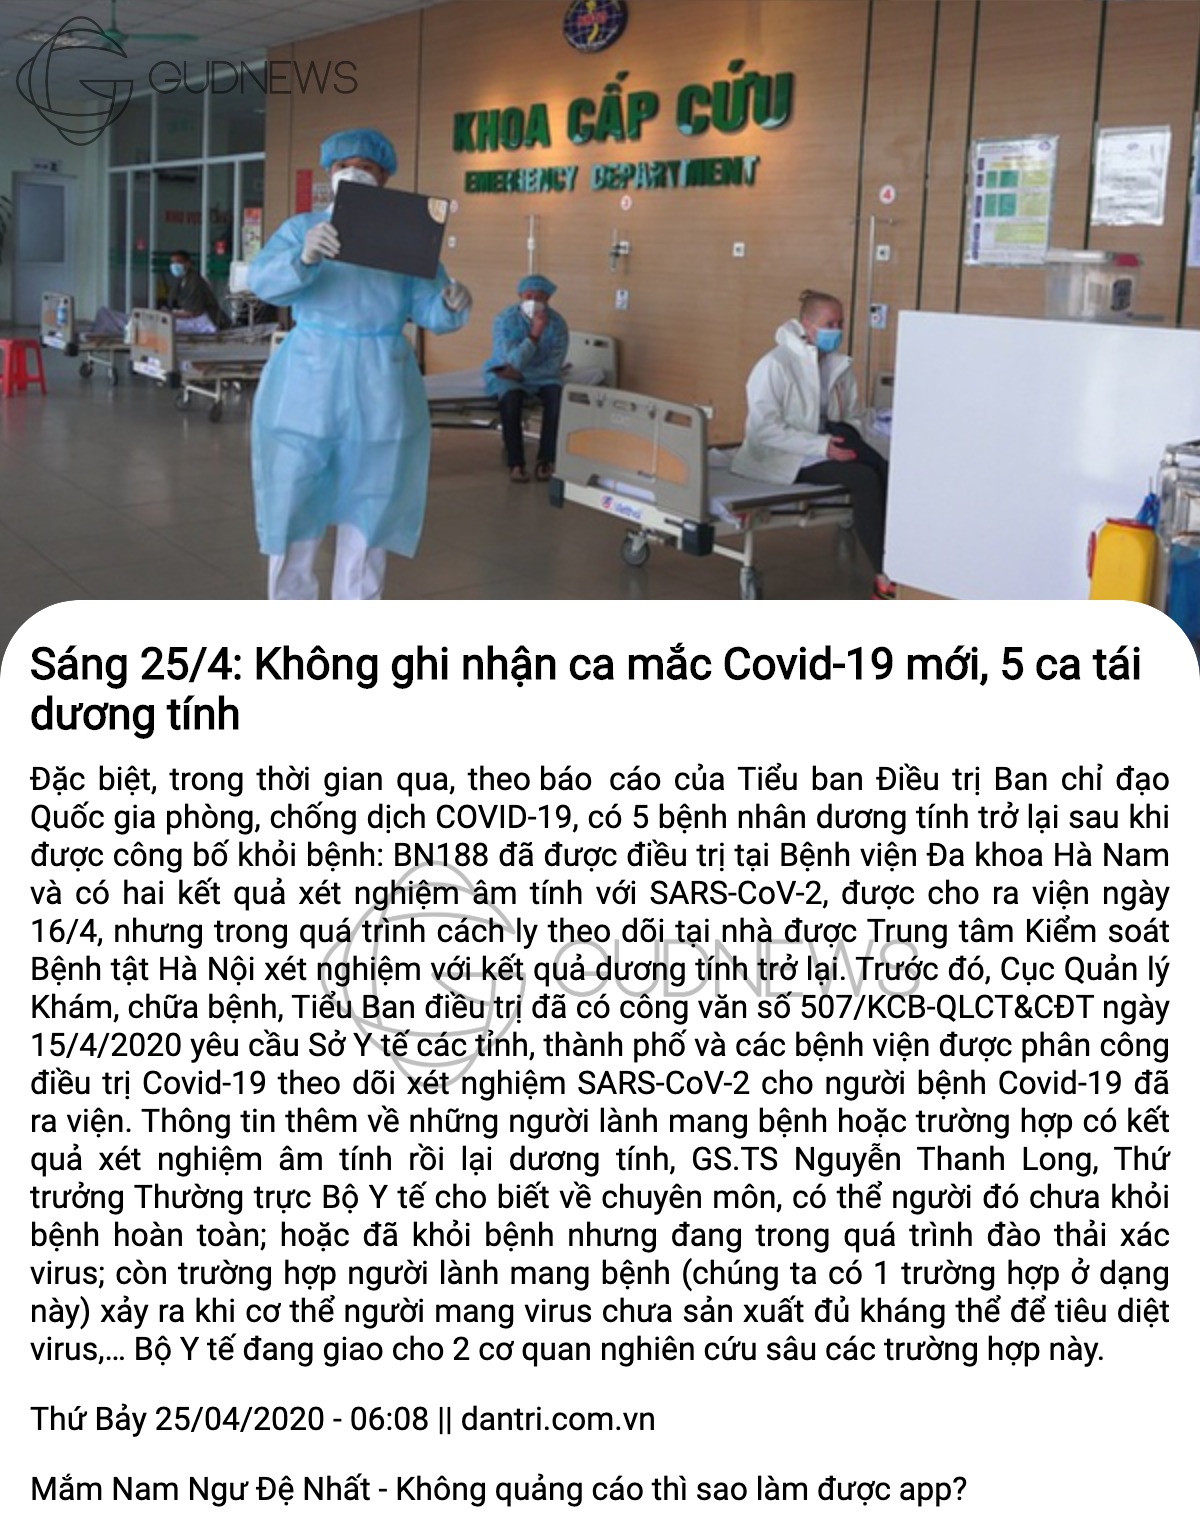 GUDNEWS
KHOA CẤP CỨU
EMERGENCY DEPARTMENT
3
4
Sáng 25/4: Không ghi nhận ca mắc Covid-19 mới, 5 ca tái
dương tính
Đặc biệt, trong thời gian qua, theo báo cáo của Tiểu ban Điều trị Ban chỉ đạo
Quốc gia phòng, chống dịch COVID-19, có 5 bệnh nhân dương tính trở lại sau khi
được công bố khỏi bệnh: BN188 đã được điều trị tại Bệnh viện Đa khoa Hà Nam
và có hai kết quả xét nghiệm âm tính với SARS-CoV-2, được cho ra viện ngày
16/4, nhưng trong quá trình cách ly theo dõi tại nhà được Trung tâm Kiểm soát
Bệnh tật Hà Nội xét nghiệm với kết quả dương tính trở lại. Trước đó, Cục Quản lý
Khám, chữa bệnh, Tiểu Ban điều trị đã có công văn số 507/KCB-QLCT&CĐT ngày
15/4/2020 yêu cầu Sở Y tế các tỉnh, thành phố và các bệnh viện được phân công
điều trị Covid-19 theo dõi xét nghiệm SARS-CoV-2 cho người bệnh Covid-19 đã
ra viện. Thông tin thêm về những người lành mang bệnh hoặc trường hợp có kết
quả xét nghiệm âm tính rồi lại dương tính, GS.TS Nguyễn Thanh Long, Thứ
trưởng Thường trực Bộ Y tế cho biết về chuyên môn, có thể người đó chưa khỏi
bệnh hoàn toàn; hoặc đã khỏi bệnh nhưng đang trong quá trình đào thải xác
virus; còn trường hợp người lành mang bệnh (chúng ta có 1 trường hợp ở dạng
này) xảy ra khi cơ thể người mang virus chưa sản xuất đủ kháng thể để tiêu diệt
virus,... Bộ Y tế đang giao cho 2 cơ quan nghiên cứu sâu các trường hợp này.
GUDNEWS
Thứ Bảy 25/04/2020 - 06:08 || dantri.com.vn
Mắm Nam Ngư Đệ Nhất - Không quảng cáo thì sao làm được app?